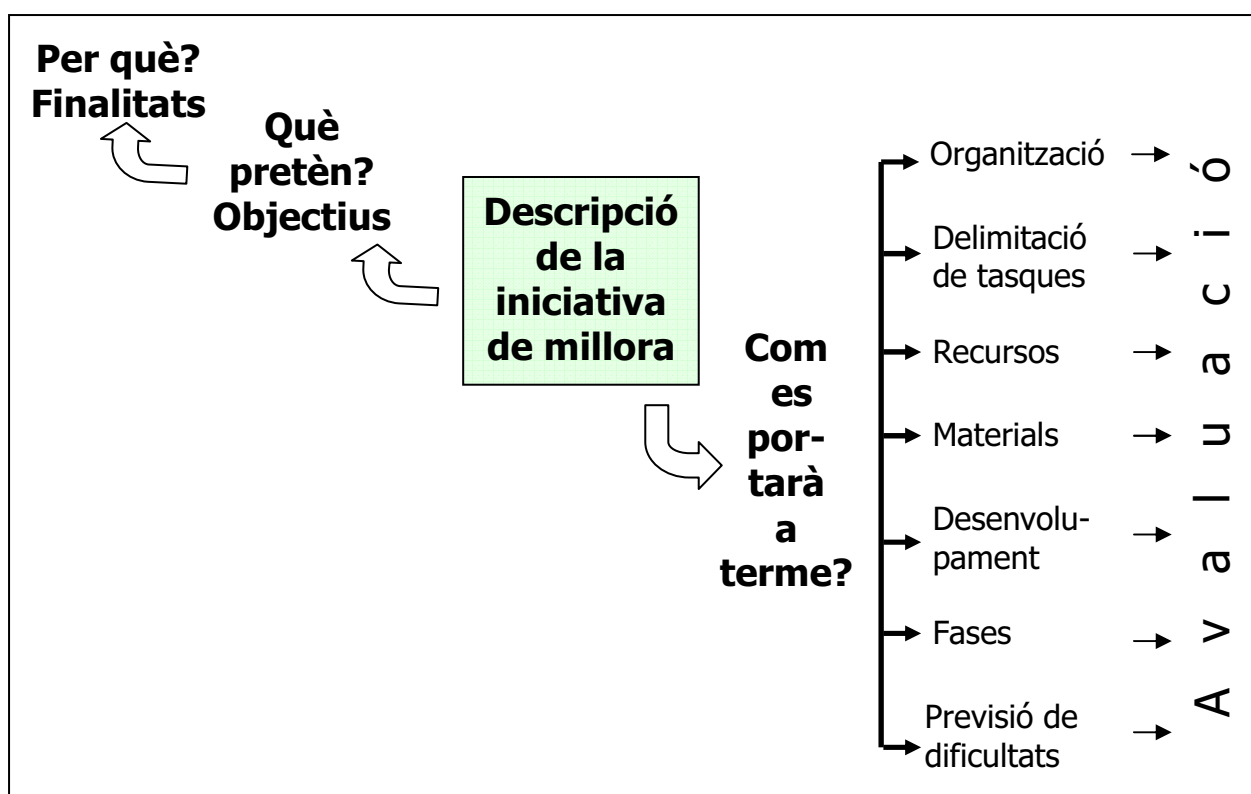 Per què?
Finalitats
Què
pretèn?
Objectius
Descripció
de la
iniciativa
de millora
Com
es
por-
tarà
a
terme?
Organització
Delimitació
de tasques
Recursos
Materials
Desenvolu-
pament
Fases
Previsió de
dificultats
Avaluació